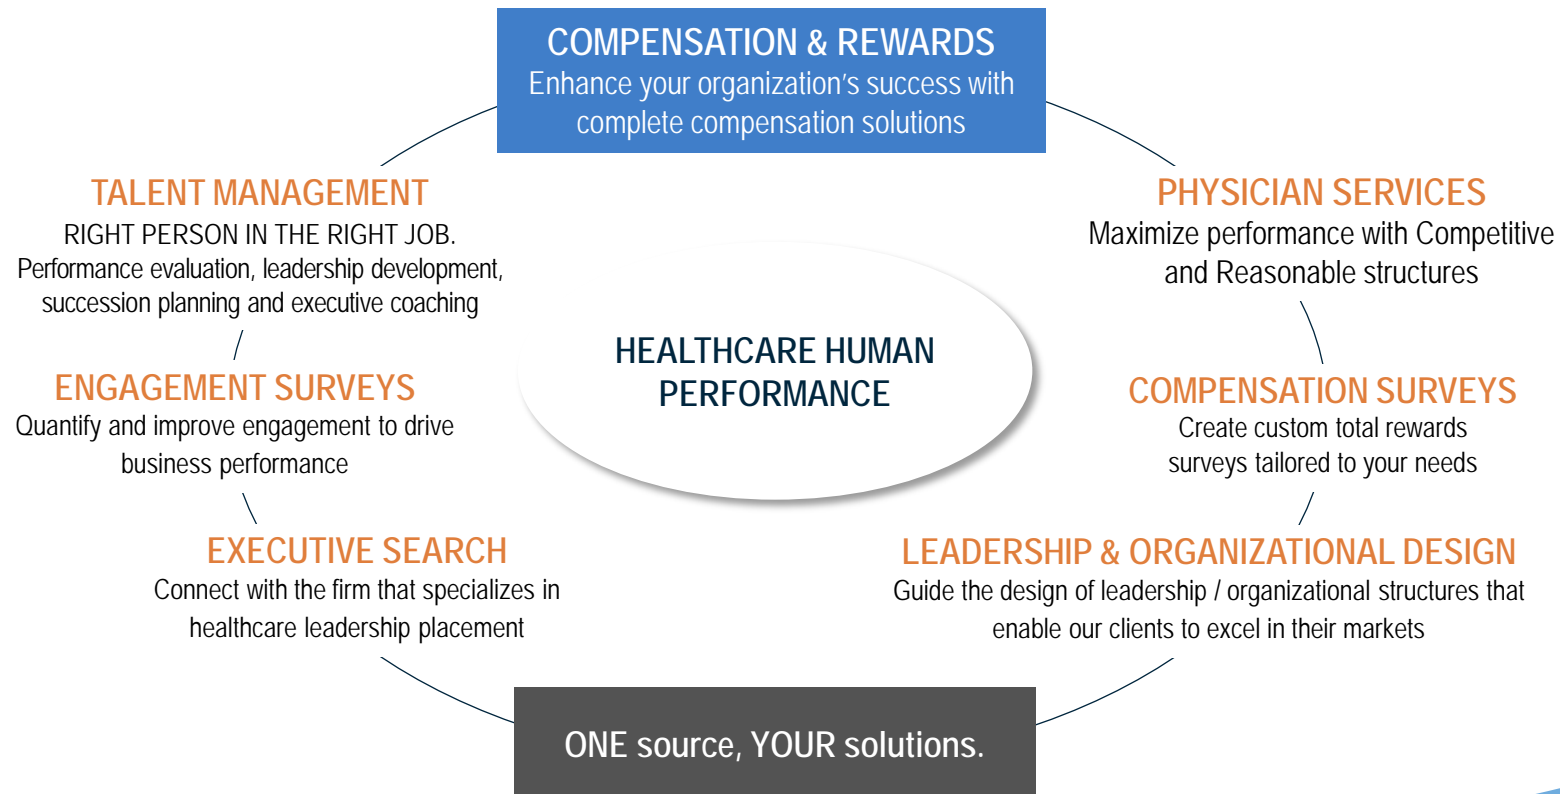 COMPENSATION & REWARDS
Enhance your organization's success with
complete compensation solutions
TALENT MANAGEMENT
RIGHT PERSON IN THE RIGHT JOB.
Performance evaluation, leadership development,
succession planning and executive coaching
PHYSICIAN SERVICES
Maximize performance with Competitive
and Reasonable structures
HEALTHCARE HUMAN
PERFORMANCE
ENGAGEMENT SURVEYS
Quantify and improve engagement to drive
business performance
COMPENSATION SURVEYS
Create custom total rewards
surveys tailored to your needs
EXECUTIVE SEARCH
Connect with the firm that specializes in
healthcare leadership placement
LEADERSHIP & ORGANIZATIONAL DESIGN
Guide the design of leadership / organizational structures that
enable our clients to excel in their markets
ONE source, YOUR solutions.